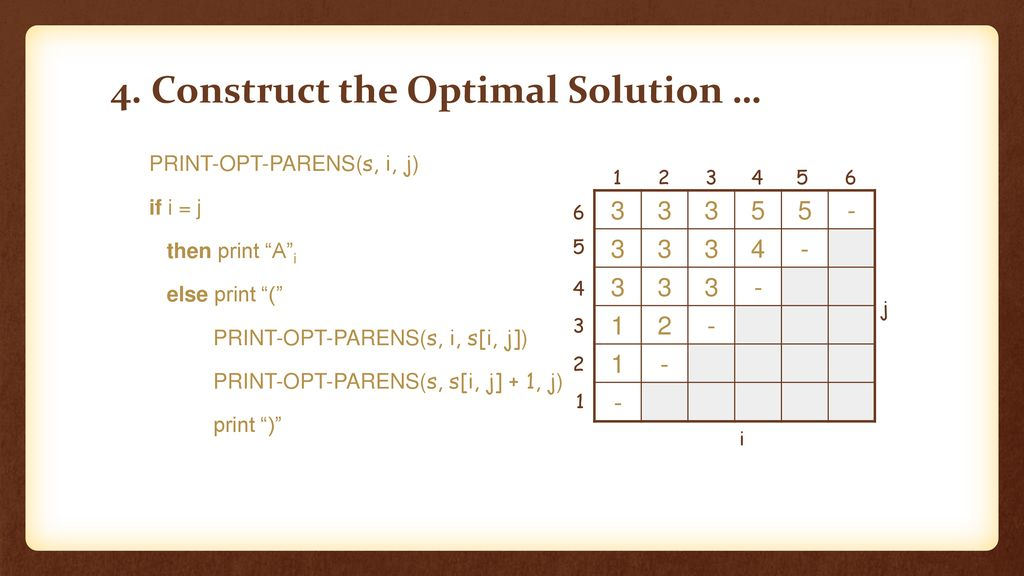 4. Construct the Optimal Solution …
PRINT-OPT-PARENS(s, i, j)
if i = j
then print “A”i
else print “(”
PRINT-OPT-PARENS(s, i, s[i, j])
PRINT-OPT-PARENS(s, s[i, j] + 1, j)
print “)”
1 2 3 4 5 6
6 3 3 3 5 5 -
5 3 3 3 4 -
4 3 3 3 -
3 1 2 -
2 1 -
1 -
j
i